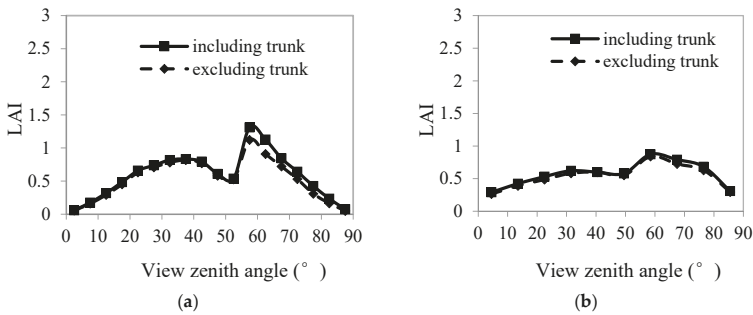 3
2.5
2
1.5
1
0.5
0
LAI
including trunk
excluding trunk
0 10 20 30 40 50 60 70 80 90
View zenith angle (° )
(a)
3
2.5
2
1.5
1
0.5
0
LAI
including trunk
excluding trunk
0 10 20 30 40 50 60 70 80 90
View zenith angle (° )
(b)